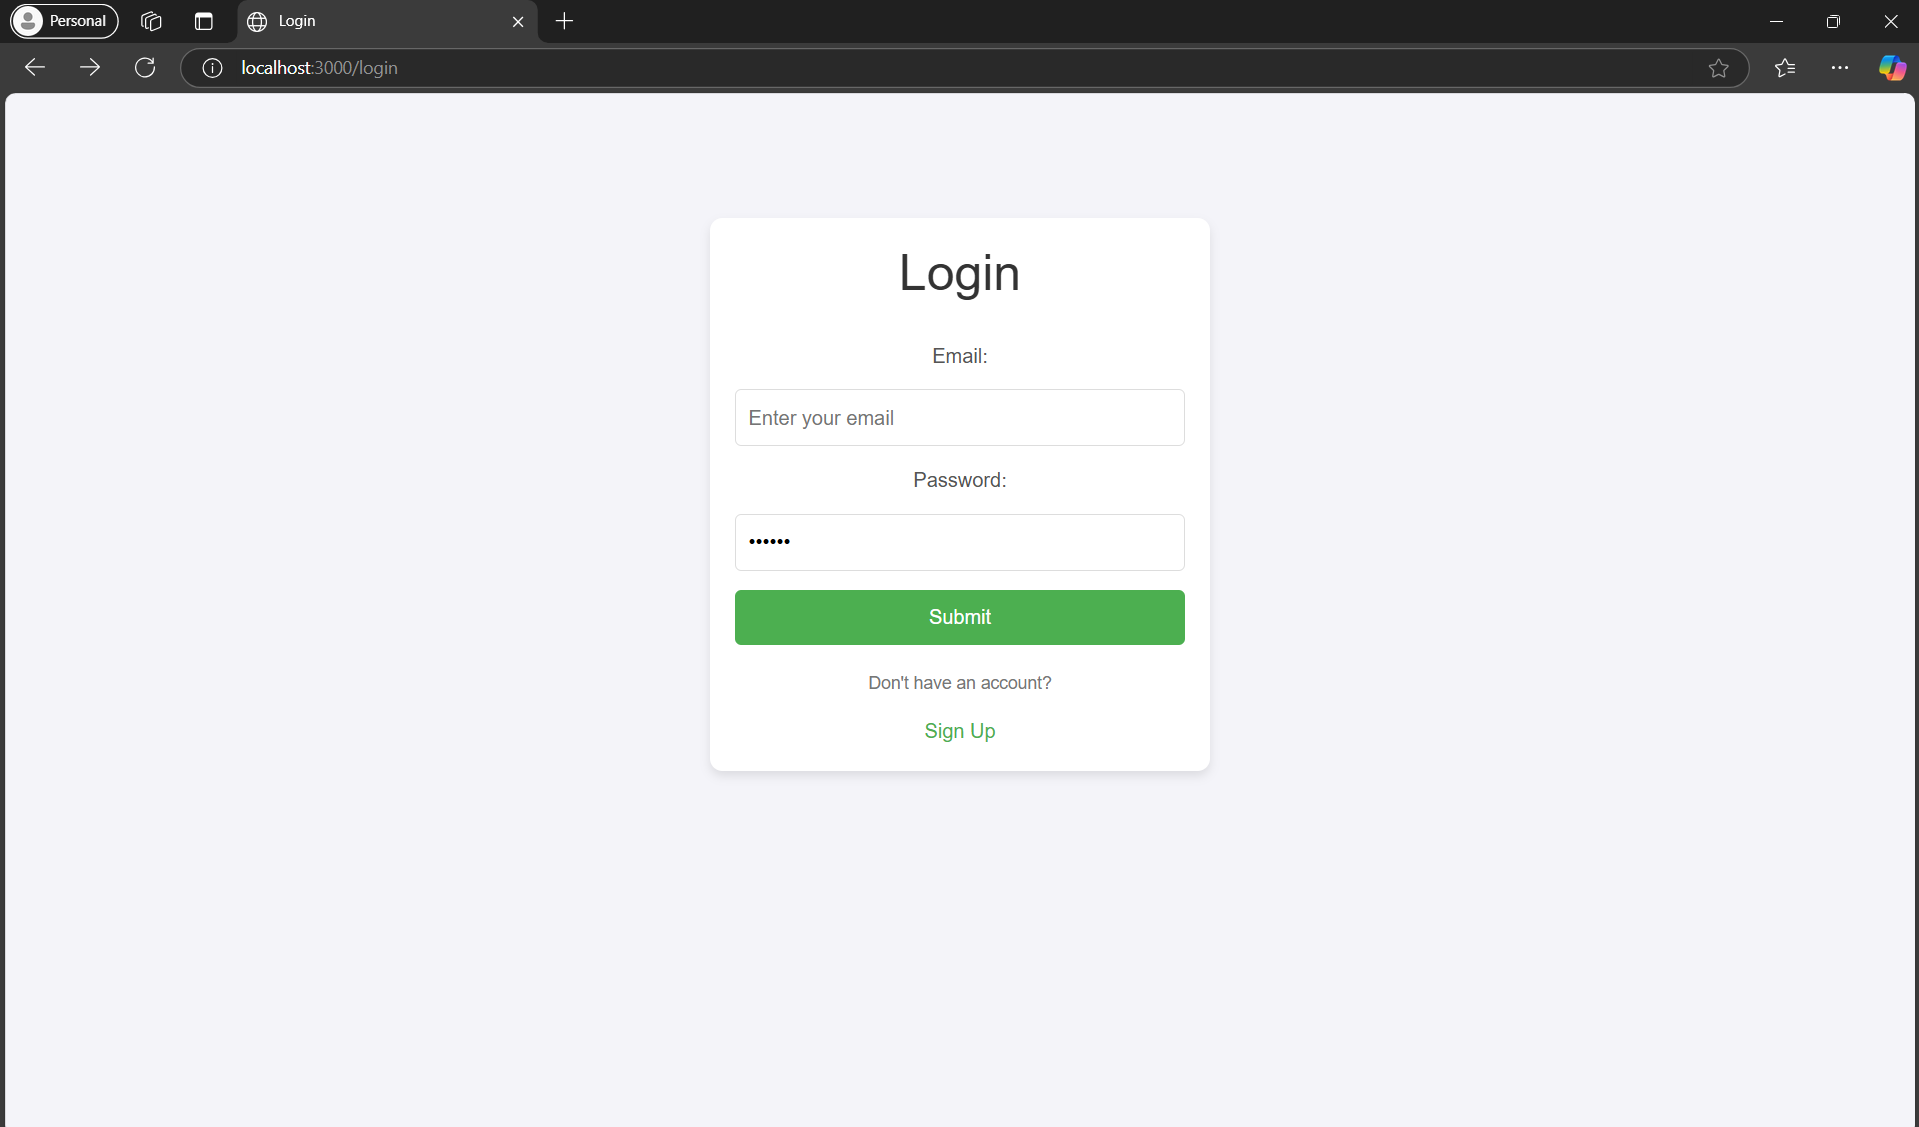 Personal
Login
localhost:3000/login
Login
Email:
Enter your email
Password:
••••••
Submit
Don't have an account?
Sign Up